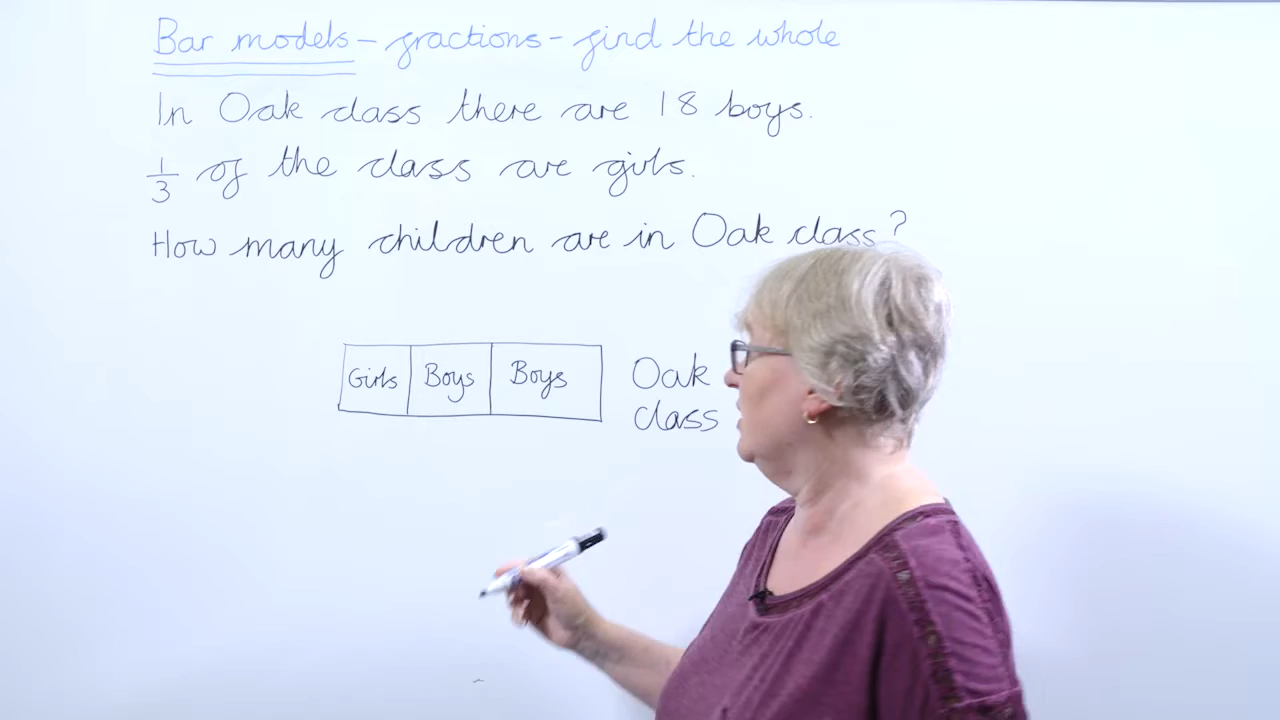 Bar models - fractions - find the whole
In Oak class there are 18 boys.
1/3 of the class are girls.
How many children are in Oak class?
Girls Boys Boys Oak
class